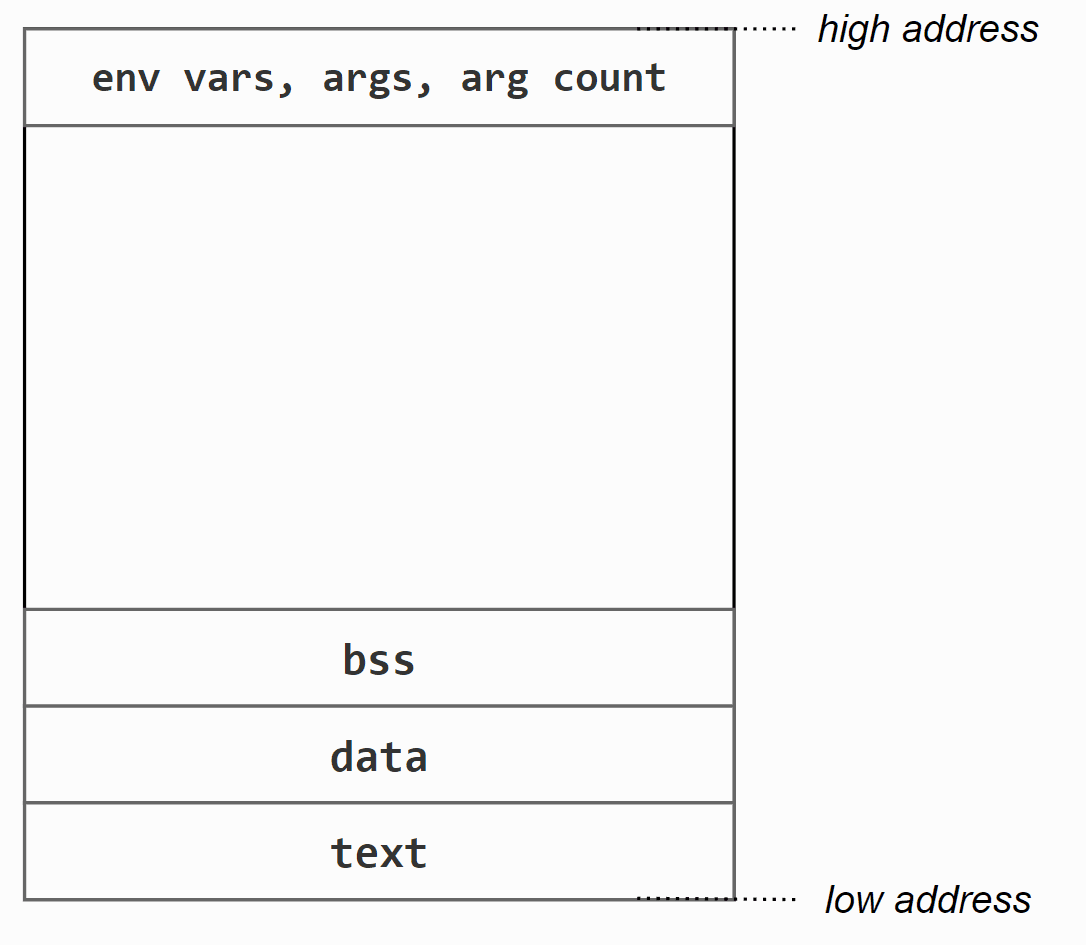 high address
env vars, args, arg count
bss
data
text
low address